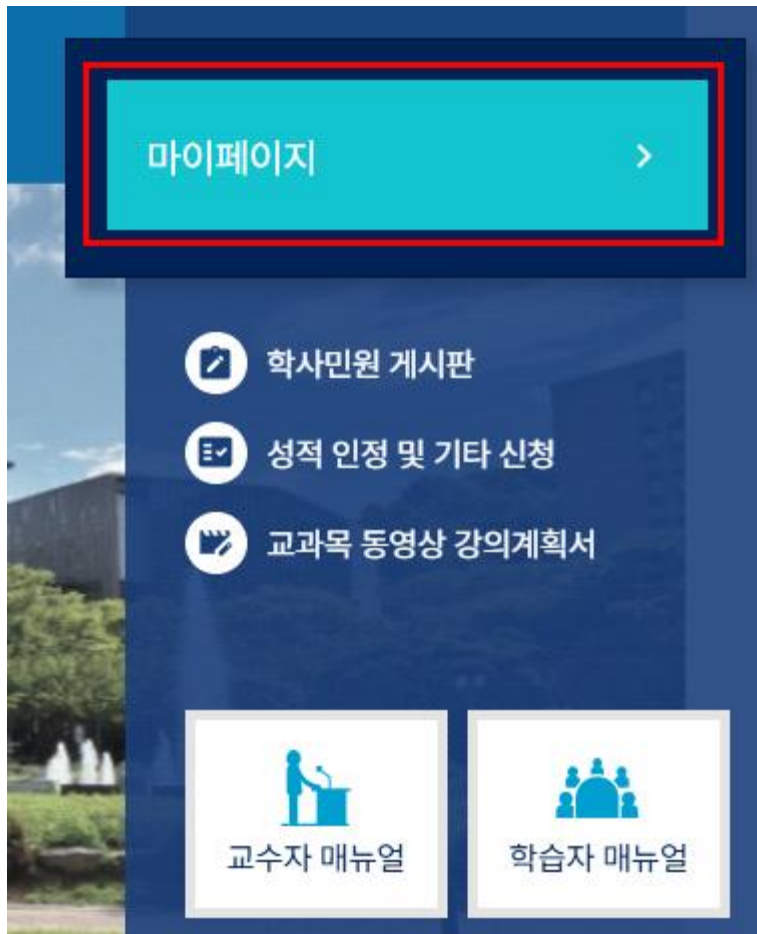 마이페이지
학사민원 게시판
성적 인정 및 기타 신청
교과목 동영상 강의계획서
교수자 매뉴얼
학습자 매뉴얼